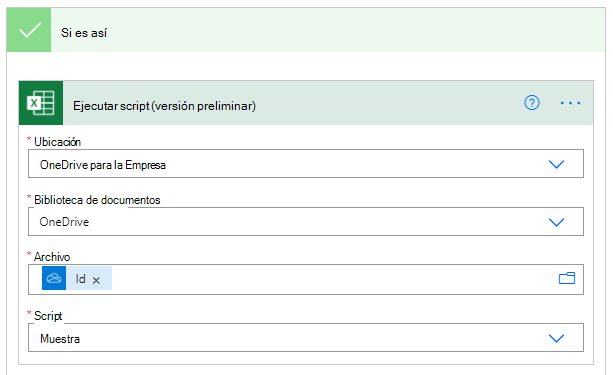 Si es así
Ejecutar script (versión preliminar)
* Ubicación
OneDrive para la Empresa
* Biblioteca de documentos
OneDrive
* Archivo
Id
* Script
Muestra